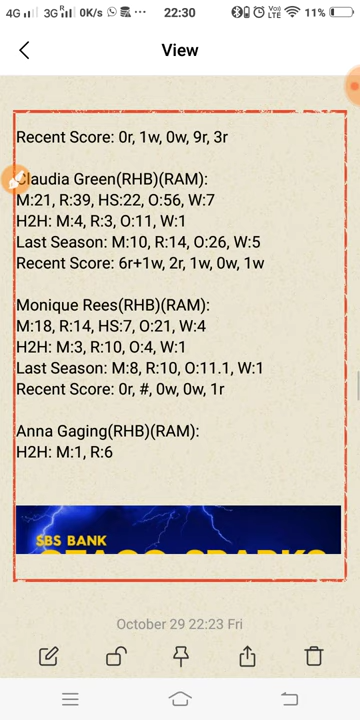 4G 3G R 0K/s ... 22:30 Vo) LTE 11%
View
Recent Score: 0r, 1w, 0w, 9r, 3r
Claudia Green(RHB)(RAM):
M:21, R:39, HS:22, O:56, W:7
H2H: M:4, R:3, O:11, W:1
Last Season: M:10, R:14, O:26, W:5
Recent Score: 6r+1w, 2r, 1w, 0w, 1w
Monique Rees(RHB)(RAM):
M:18, R:14, HS:7, O:21, W:4
H2H: M:3, R:10, O:4, W:1
Last Season: M:8, R:10, O:11.1, W:1
Recent Score: 0r, #, 0w, 0w, 1r
Anna Gaging(RHB)(RAM):
H2H: M:1, R:6
SBS BANK
OTAGO SPARKS
October 29 22:23 Fri